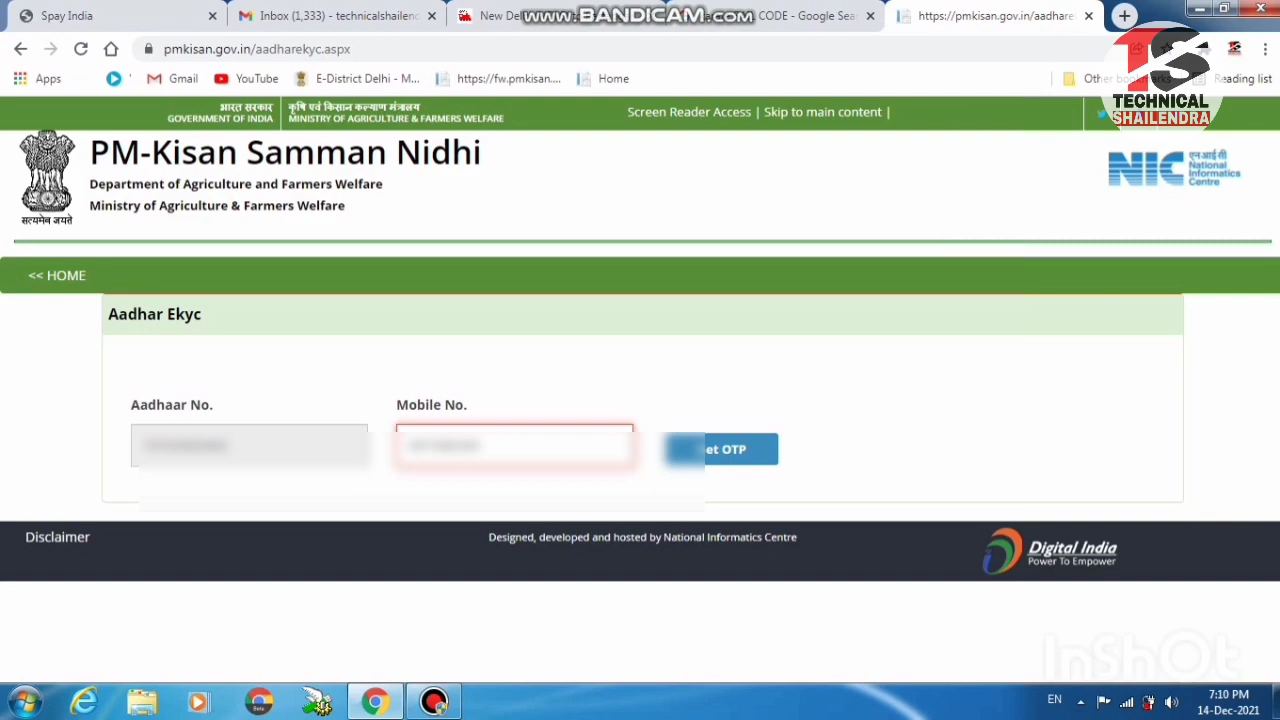 Spay India
Inbox (1,333) - technicalshailenc
New De
www.BANDICAM.com
CODE - Google Sea
https://pmkisan.gov.in/aadhare
pmkisan.gov.in/aadharekyc.aspx
Apps
Gmail
YouTube
E-District Delhi - M...
https://fw.pmkisan....
Home
Other bookmarks
Reading list
TS
TECHNICAL
SHAILENDRA
भारत सरकार
GOVERNMENT OF INDIA
कृषि एवं किसान कल्याण मंत्रालय
MINISTRY OF AGRICULTURE & FARMERS WELFARE
Screen Reader Access | Skip to main content |
PM-Kisan Samman Nidhi
Department of Agriculture and Farmers Welfare
Ministry of Agriculture & Farmers Welfare
सत्यमेव जयते
NIC
एन आई सी
National
Informatics
Centre
<< HOME
Aadhar Ekyc
Aadhaar No.
Mobile No.
et OTP
Disclaimer
Designed, developed and hosted by National Informatics Centre
Digital India
Power To Empower
InShOt
EN
7:10 PM
14-Dec-2021